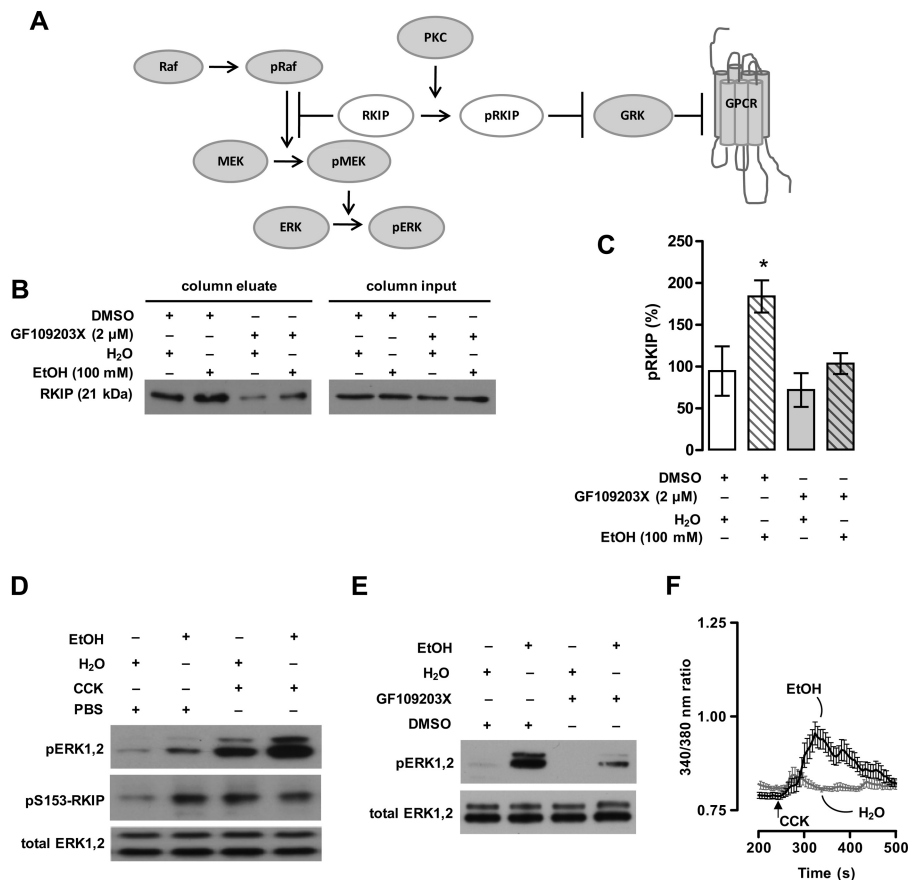 A
Raf
pRaf
PKC
RKIP
pRKIP
GRK
GPCR
MEK
pMEK
ERK
pERK
B
column eluate column input
DMSO + + – – + + – –
GF109203X (2 µM) – – + + – – + +
H2O + – + – + – + –
EtOH (100 mM) – + – + – + – +
RKIP (21 kDa)
C
pRKIP (%)
250
200
150
100
50
0
*
DMSO + + – –
GF109203X (2 µM) – – + +
H2O + – + –
EtOH (100 mM) – + – +
D
EtOH – + – +
H2O + – + –
CCK – – + +
PBS + + – –
pERK1,2
pS153-RKIP
total ERK1,2
E
EtOH – + – +
H2O + – + –
GF109203X – – + +
DMSO + + – –
pERK1,2
total ERK1,2
F
340/380 nm ratio
1.25
1.00
0.75
EtOH
CCK
H2O
200 300 400 500
Time (s)